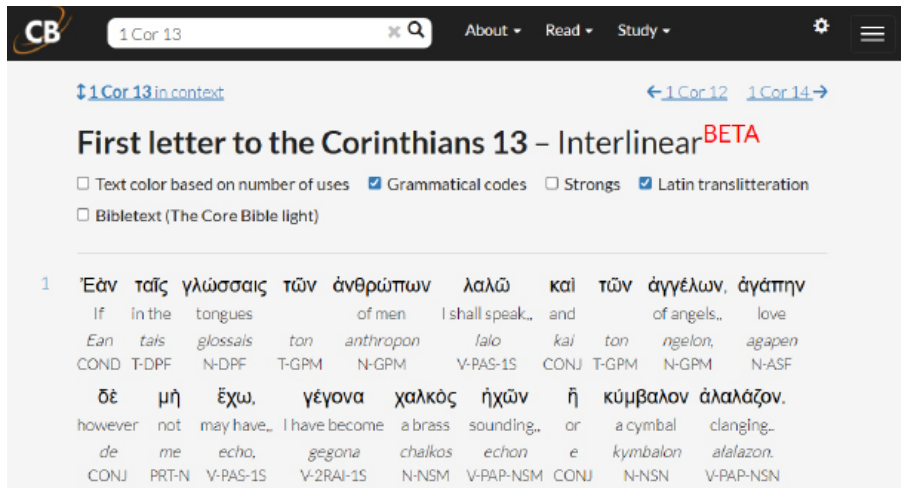 CB 1 Cor 13 About Read Study
1 Cor 13 in context 1 Cor 12 1 Cor 14
First letter to the Corinthians 13 – Interlinear BETA
Text color based on number of uses Grammatical codes Strongs Latin translitteration
Bibletext (The Core Bible light)
1 Ἐὰν ταῖς γλώσσαις τῶν ἀνθρώπων λαλῶ καὶ τῶν ἀγγέλων, ἀγάπην
If in the tongues of men I shall speak,, and of angels,, love
Ean tais glossais ton anthropon lalo kai ton ngelon, agapen
COND T-DPF N-DPF T-GPM N-GPM V-PAS-1S CONJ T-GPM N-GPM N-ASF
δὲ μὴ ἔχω, γέγονα χαλκὸς ἠχῶν ἢ κύμβαλον ἀλαλάζον.
however not may have,, I have become a brass sounding,, or a cymbal clanging..
de me echo, gegona chalkos echon e kymbalon alalazon.
CONJ PRT-N V-PAS-1S V-2RAI-1S N-NSM V-PAP-NSM CONJ N-NSN V-PAP-NSN